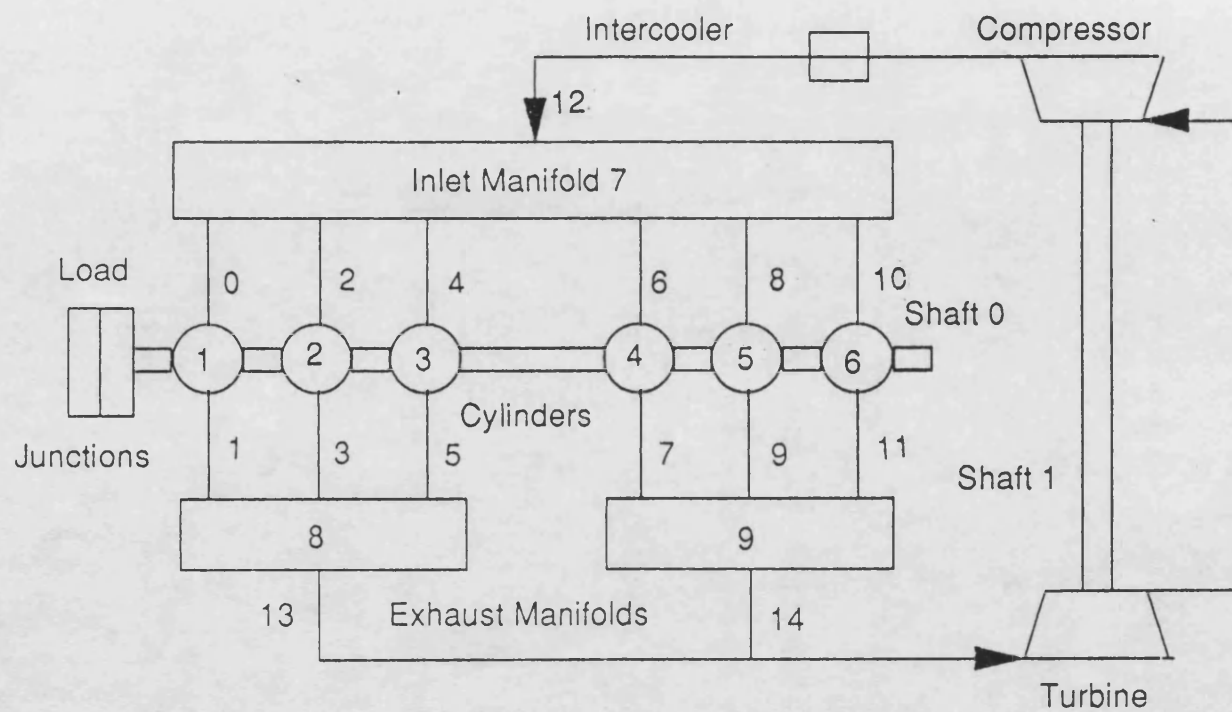 Intercooler
Compressor
12
Inlet Manifold 7
Load
0
2
4
6
8
10
Shaft 0
1
2
3
4
5
6
Cylinders
Junctions
1
3
5
7
9
11
Shaft 1
8
9
13
Exhaust Manifolds
14
Turbine